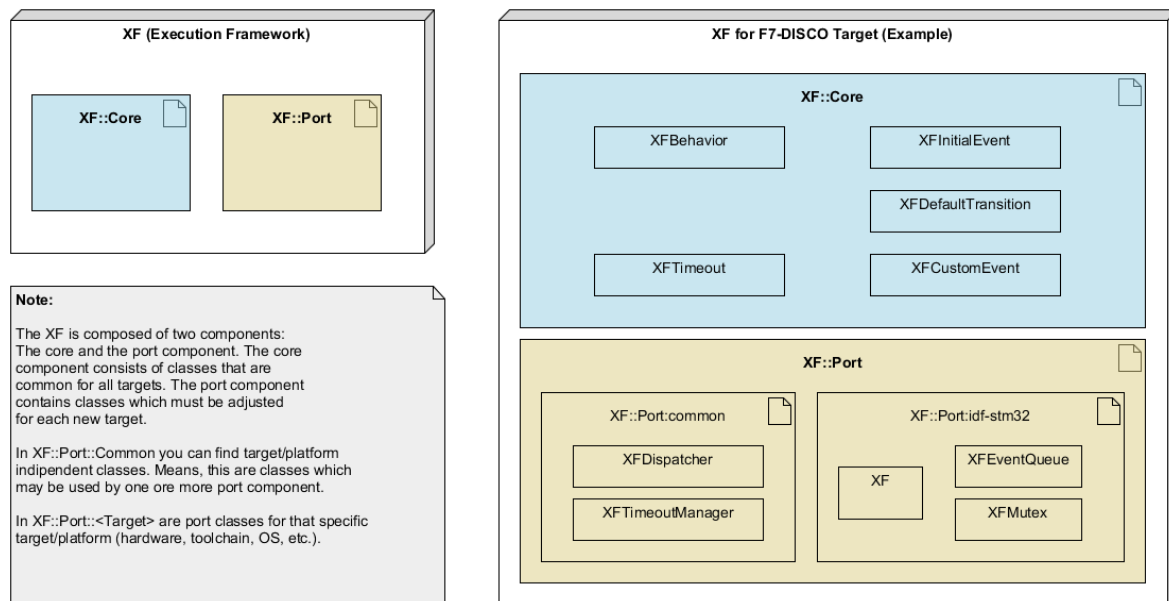 XF (Execution Framework)
XF::Core
XF::Port
Note:
The XF is composed of two components:
The core and the port component. The core
component consists of classes that are
common for all targets. The port component
contains classes which must be adjusted
for each new target.
In XF::Port::Common you can find target/platform
indipendent classes. Means, this are classes which
may be used by one ore more port component.
In XF::Port::<Target> are port classes for that specific
target/platform (hardware, toolchain, OS, etc.).
XF for F7-DISCO Target (Example)
XF::Core
XFBehavior
XFInitialEvent
XFDefaultTransition
XFTimeout
XFCustomEvent
XF::Port
XF::Port:common
XFDispatcher
XFTimeoutManager
XF::Port:idf-stm32
XF
XFEventQueue
XFMutex